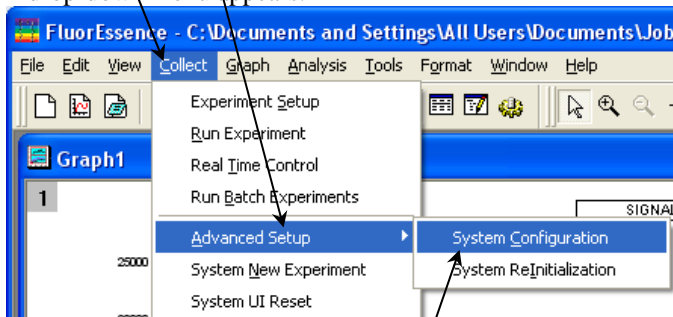 FluorEssence - C:\Documents and Settings\All Users\Documents\Job
File Edit View Collect Graph Analysis Tools Format Window Help
Experiment Setup
Run Experiment
Graph1
Real Time Control
1
Run Batch Experiments
SIGNAL
Advanced Setup
System Configuration
25000
System New Experiment
System ReInitialization
System UI Reset